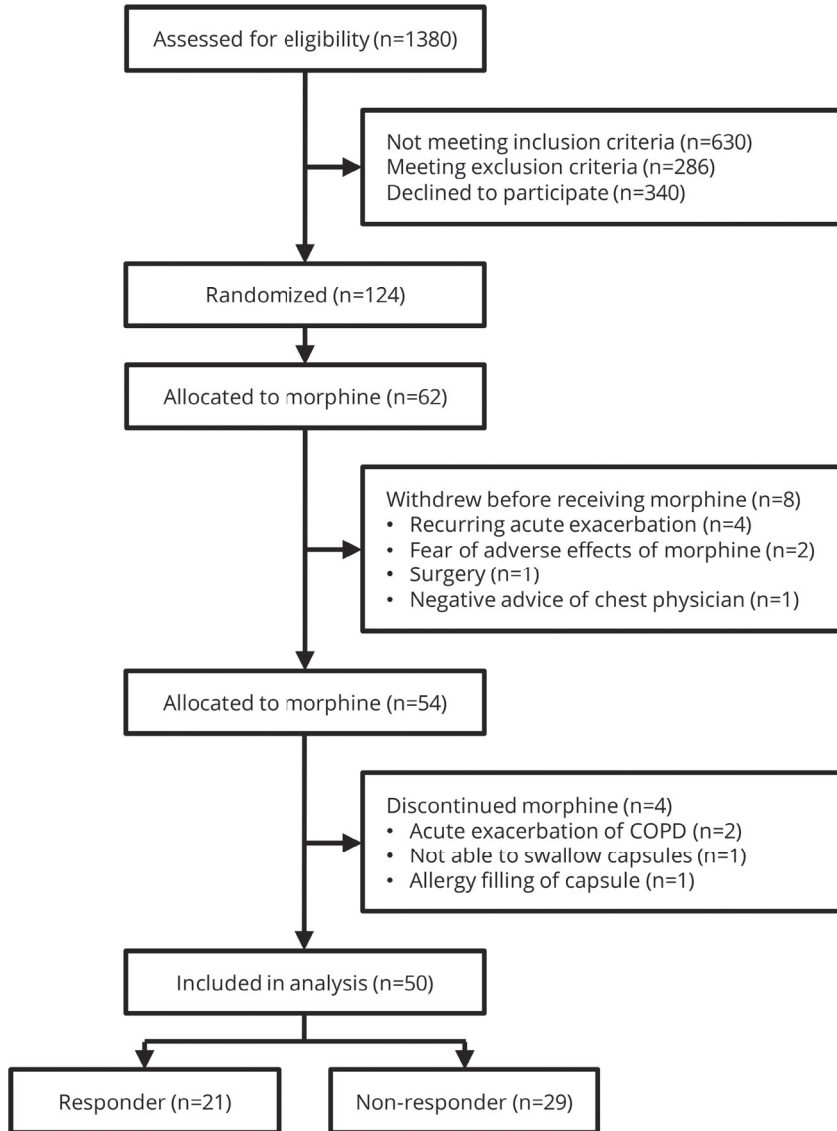 Assessed for eligibility (n=1380)
Not meeting inclusion criteria (n=630)
Meeting exclusion criteria (n=286)
Declined to participate (n=340)
Randomized (n=124)
Allocated to morphine (n=62)
Withdrew before receiving morphine (n=8)
• Recurring acute exacerbation (n=4)
• Fear of adverse effects of morphine (n=2)
• Surgery (n=1)
• Negative advice of chest physician (n=1)
Allocated to morphine (n=54)
Discontinued morphine (n=4)
• Acute exacerbation of COPD (n=2)
• Not able to swallow capsules (n=1)
• Allergy filling of capsule (n=1)
Included in analysis (n=50)
Responder (n=21)
Non-responder (n=29)